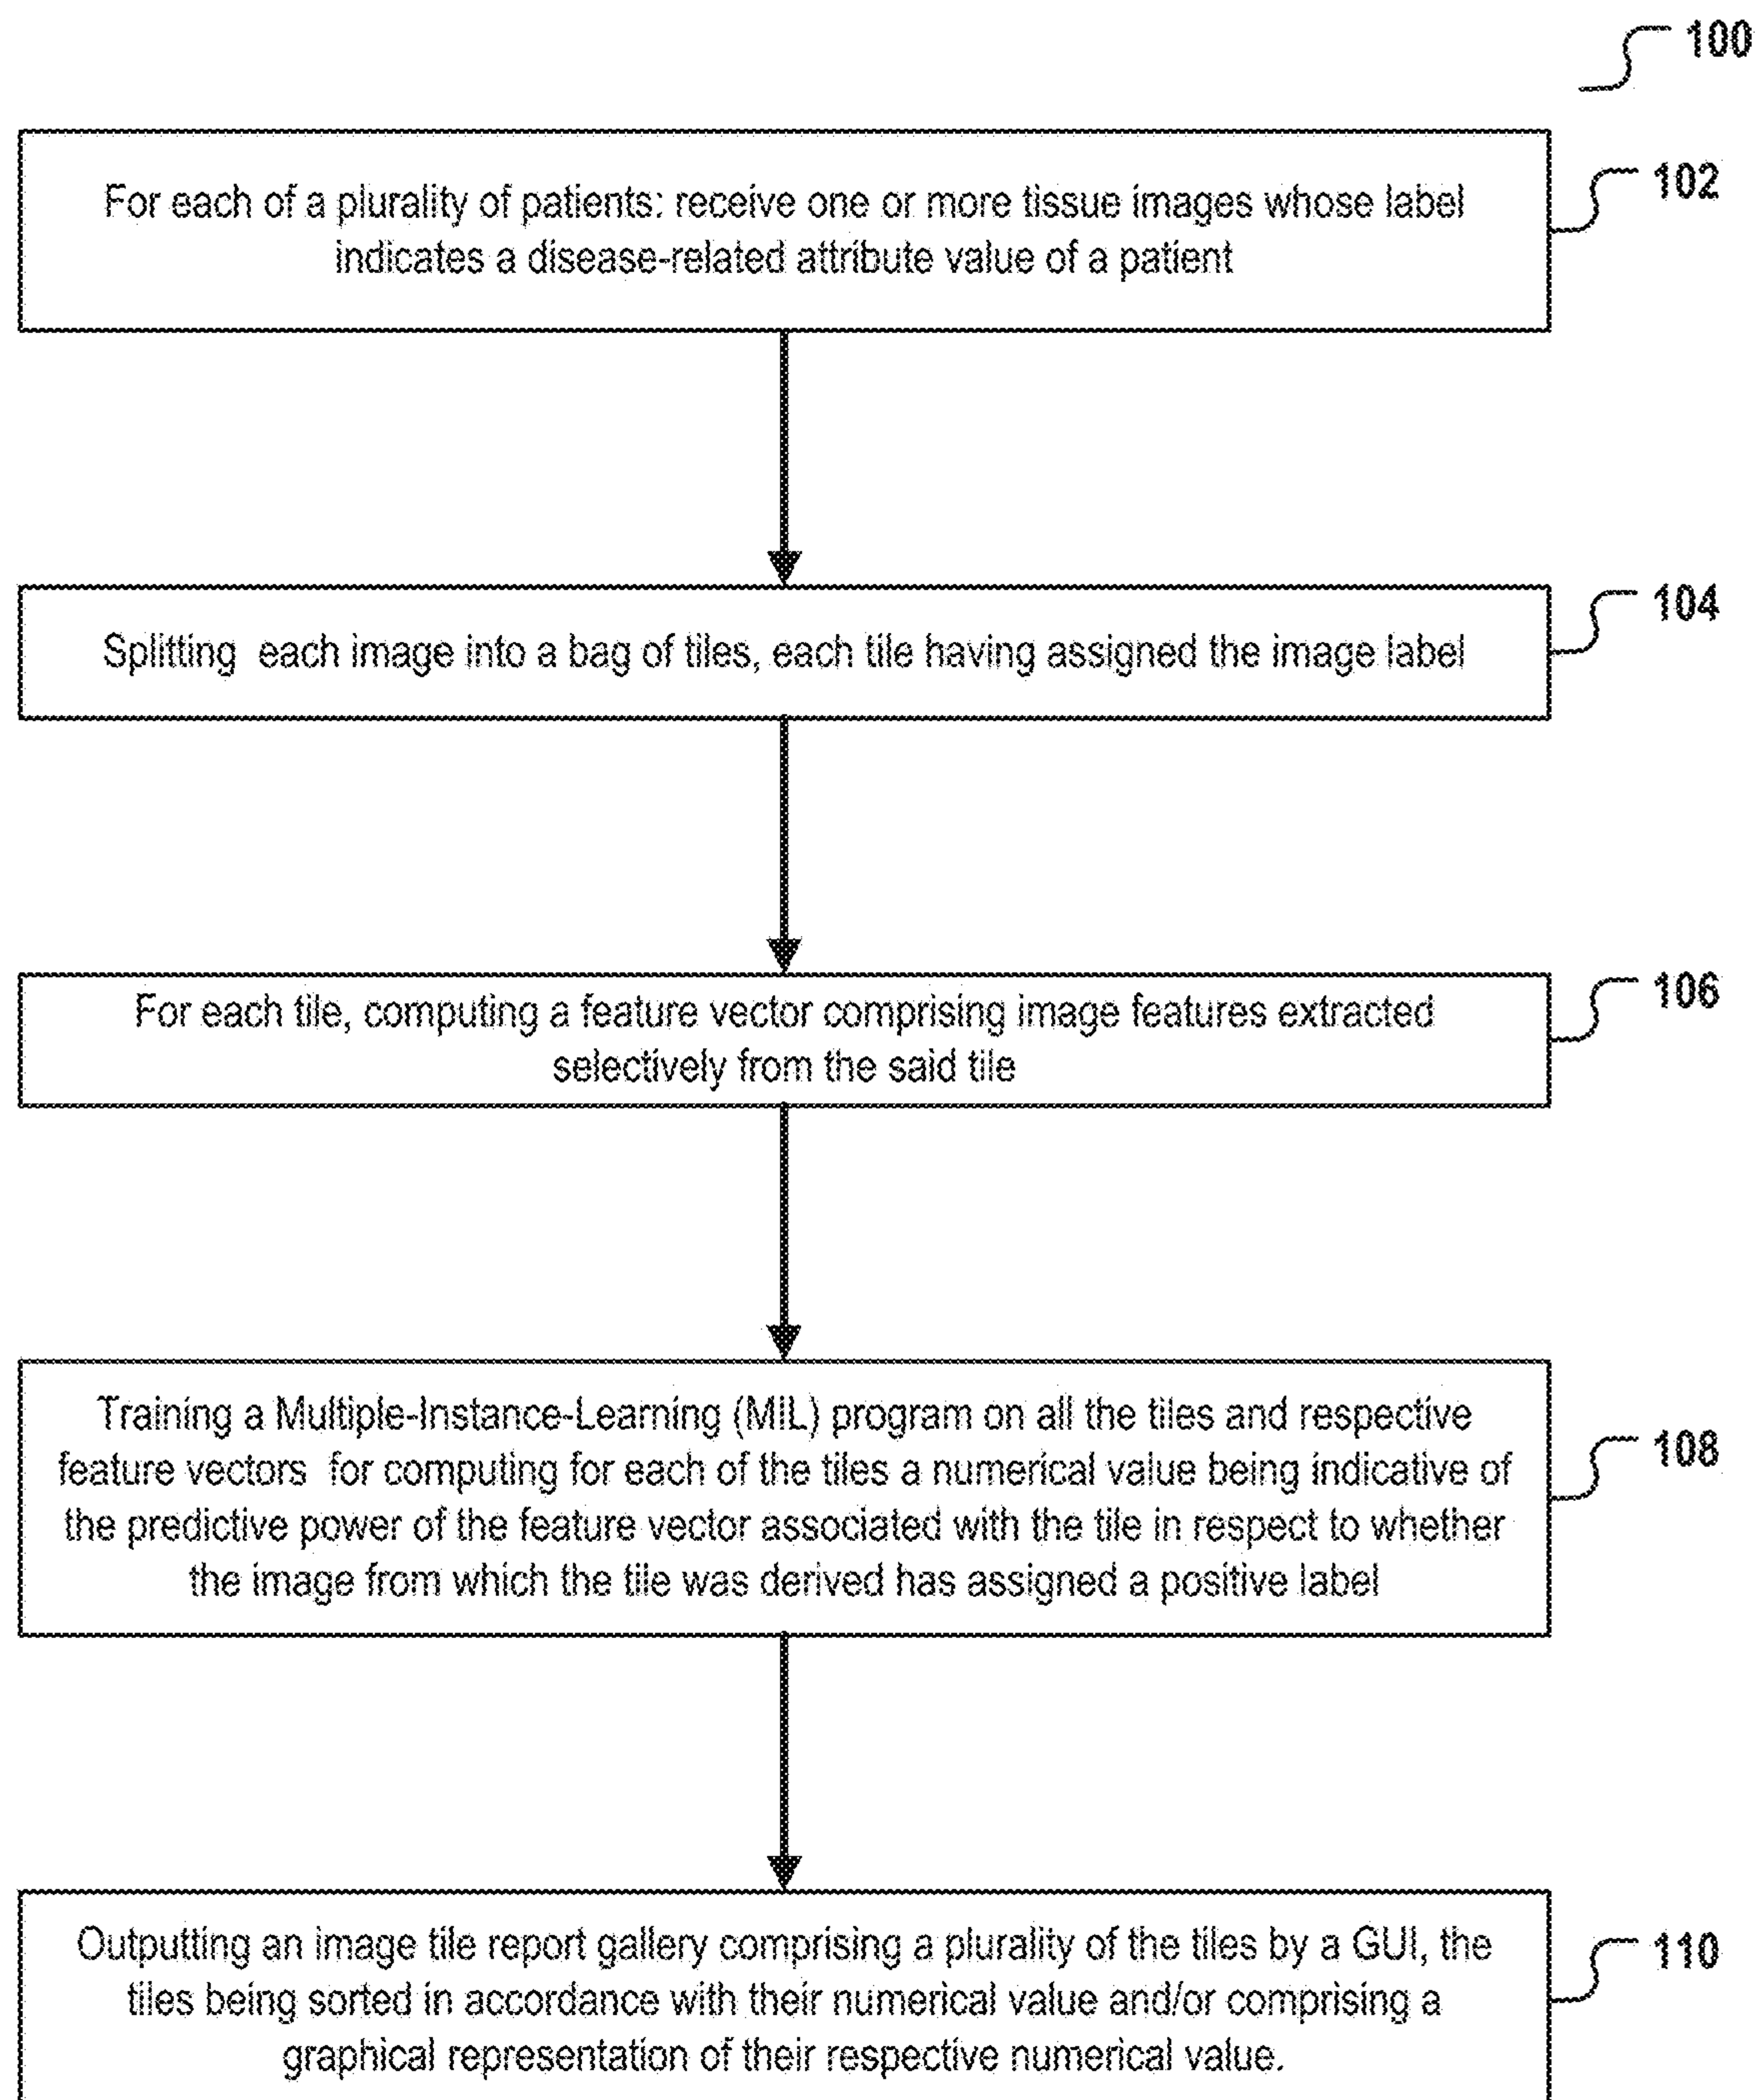 100
For each of a plurality of patients: receive one or more tissue images whose label
indicates a disease-related attribute value of a patient
102
Splitting each image into a bag of tiles, each tile having assigned the image label
104
For each tile, computing a feature vector comprising image features extracted
selectively from the said tile
106
Training a Multiple-Instance-Learning (MIL) program on all the tiles and respective
feature vectors for computing for each of the tiles a numerical value being indicative of
the predictive power of the feature vector associated with the tile in respect to whether
the image from which the tile was derived has assigned a positive label
108
Outputting an image tile report gallery comprising a plurality of the tiles by a GUI, the
tiles being sorted in accordance with their numerical value and/or comprising a
graphical representation of their respective numerical value.
110